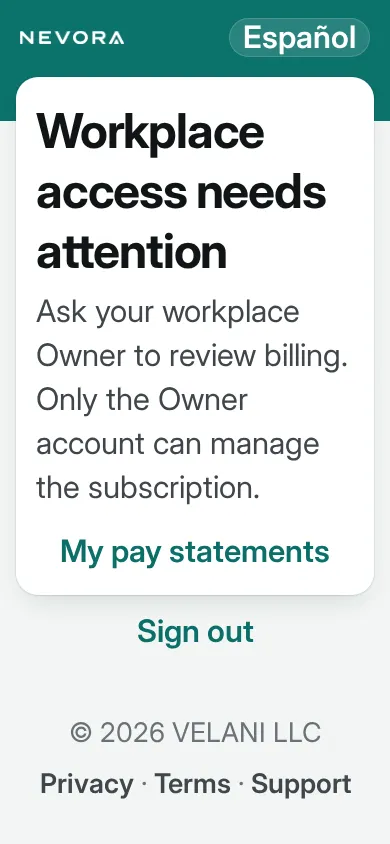 NEVORA
Español
Workplace
access needs
attention
Ask your workplace
Owner to review billing.
Only the Owner
account can manage
the subscription.
My pay statements
Sign out
© 2026 VELANI LLC
Privacy · Terms · Support